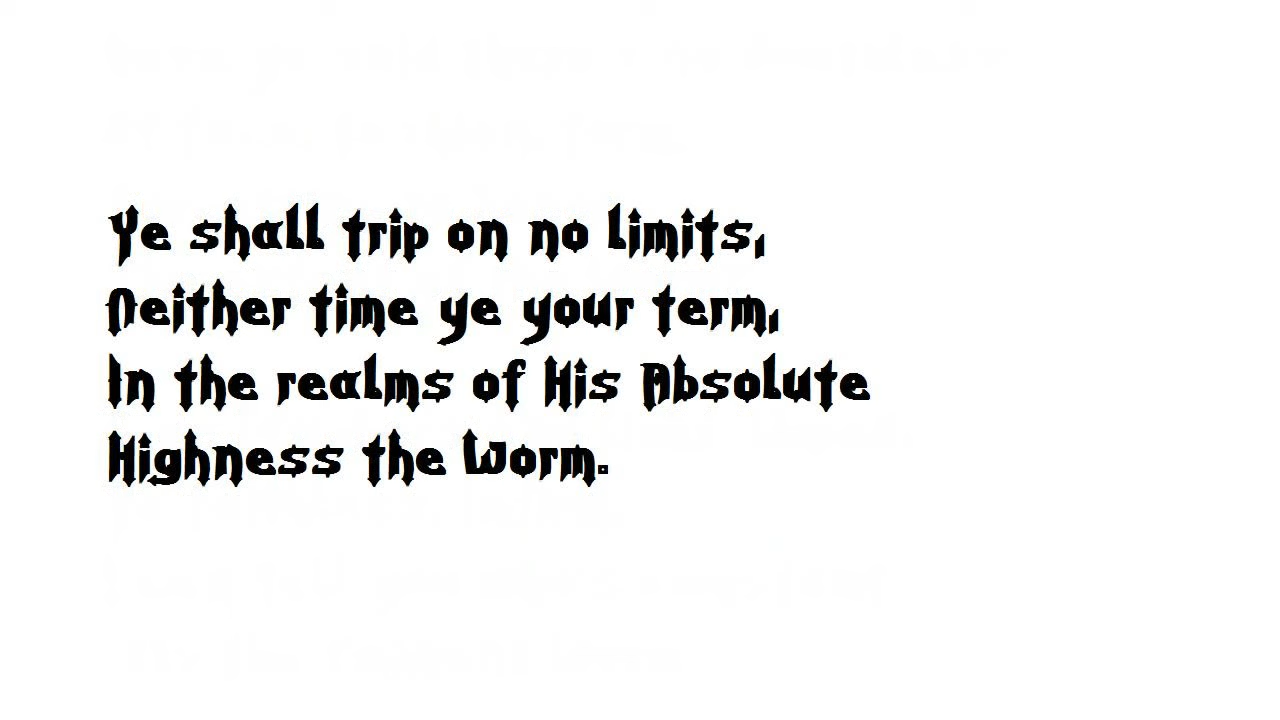 Ye shall trip on no limits,
Neither time ye your term,
In the realms of His Absolute
Highness the Worm.